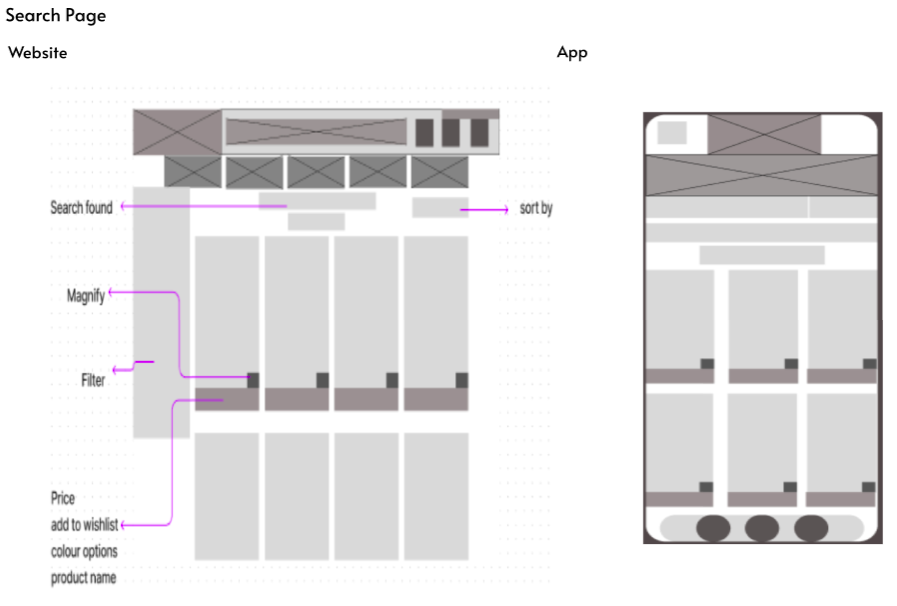 Search Page
Website
App
Search found
sort by
Magnify
Filter
Price
add to wishlist
colour options
product name